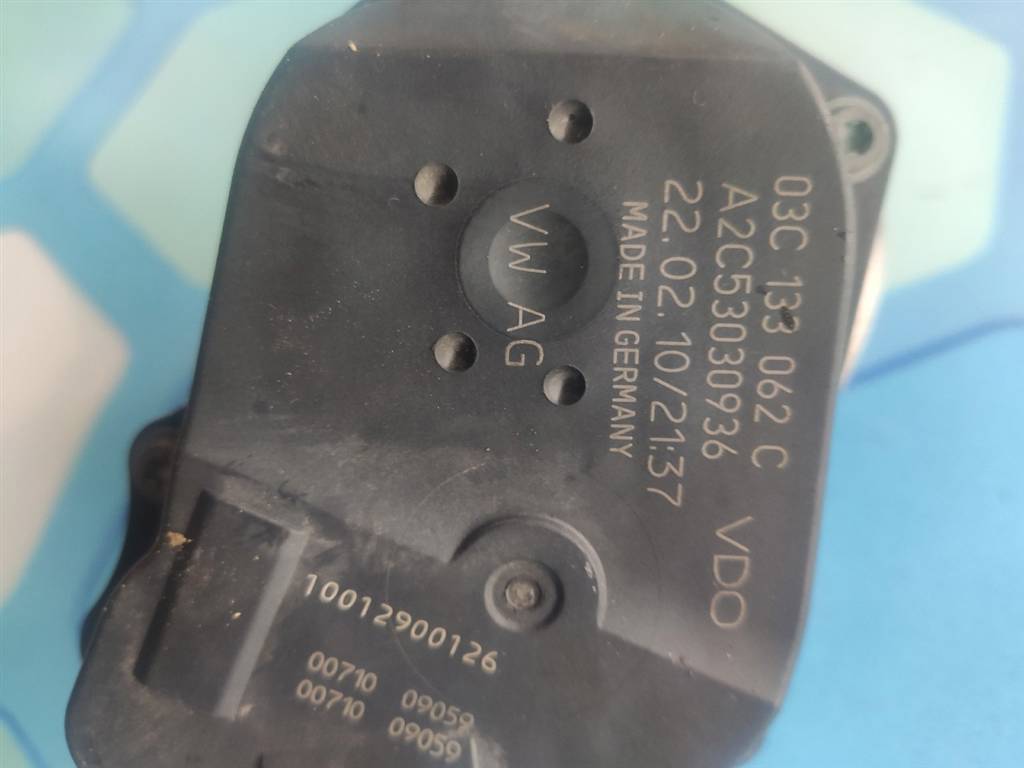 03C 133 062 C
A2C53030936
VDO
22.02.10/21:37
MADE IN GERMANY
VW AG
10012900126
00710 09059
00710 09059